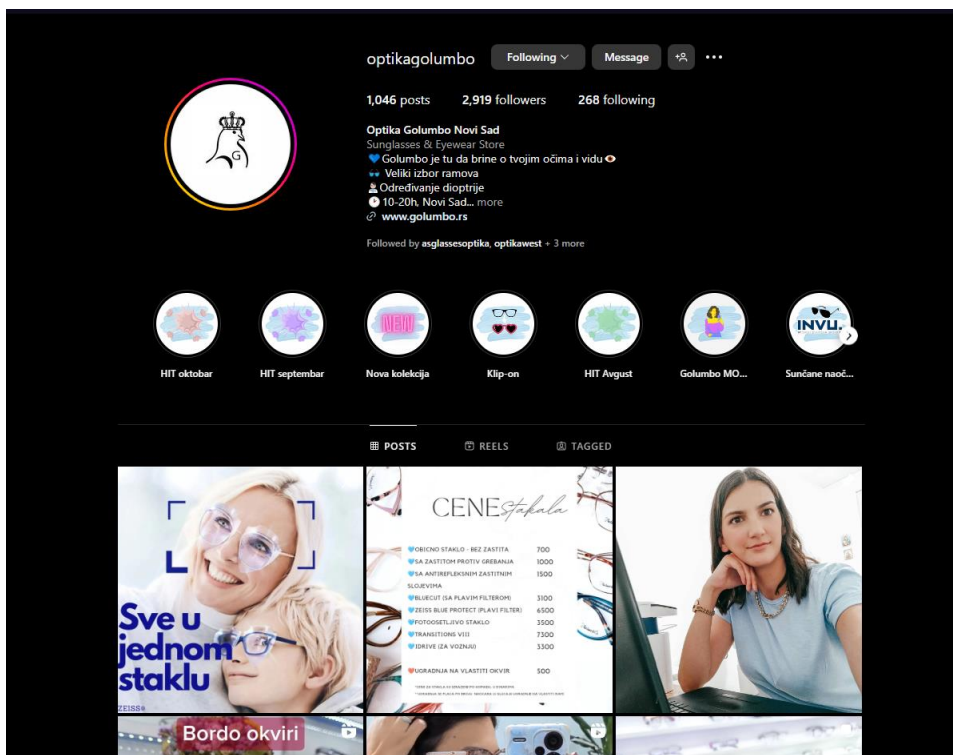 optikagolumbo Following Message
1,046 posts 2,919 followers 268 following
Optika Golumbo Novi Sad
Sunglasses & Eyewear Store
💙 Golumbo je tu da brine o tvojim očima i vidu 👁
👓 Veliki izbor ramova
Određivanje dioptrije
🕑 10-20h, Novi Sad... more
www.golumbo.rs
Followed by asglassesoptika, optikawest + 3 more
G
NEW
INVU.
HIT oktobar HIT septembar Nova kolekcija Klip-on HIT Avgust Golumbo MO... Sunčane naoč...
POSTS REELS TAGGED
Sve u
jednom
staklu
ZEISS
CENE Stakala
💙OBICNO STAKLO - BEZ ZASTITA 700
💙SA ZASTITOM PROTIV GREBANJA 1000
💙SA ANTIREFLEKSNIM ZASTITNIM 1500
SLOJEVIMA
💙BLUECUT (SA PLAVIM FILTEROM) 3100
💙ZEISS BLUE PROTECT (PLAVI FILTER) 6500
💙FOTOOSETLJIVO STAKLO 3500
💙TRANSITIONS VIII 7300
💙IDRIVE (ZA VOZNJU) 3300
UGRADNJA NA VLASTITI OKVIR 500
Bordo okviri